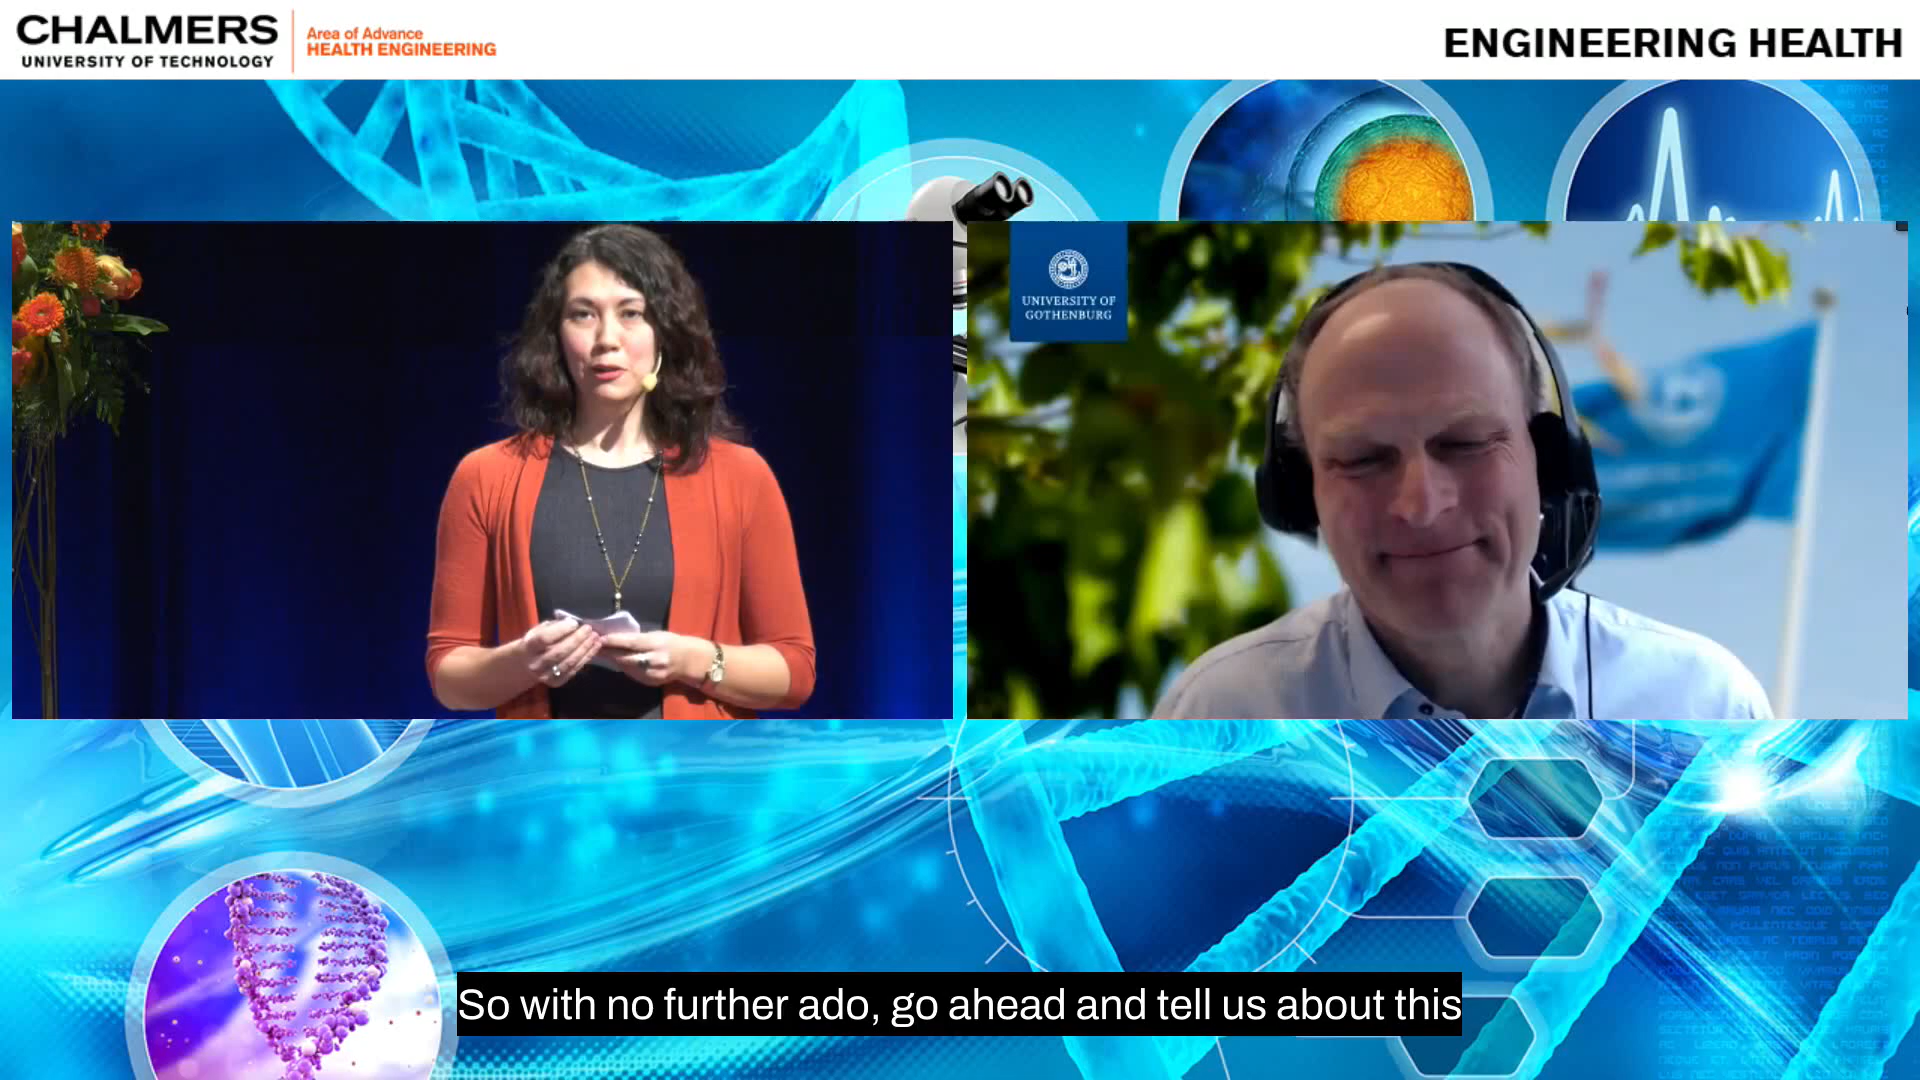 CHALMERS
UNIVERSITY OF TECHNOLOGY
Area of Advance
HEALTH ENGINEERING
ENGINEERING HEALTH
UNIVERSITY OF
GOTHENBURG
So with no further ado, go ahead and tell us about this